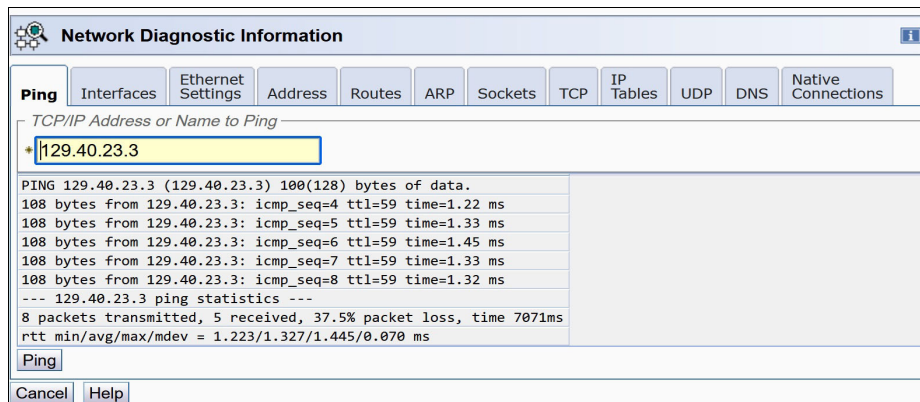 Network Diagnostic Information
i
Ping Interfaces Ethernet Settings Address Routes ARP Sockets TCP IP Tables UDP DNS Native Connections
TCP/IP Address or Name to Ping
129.40.23.3
PING 129.40.23.3 (129.40.23.3) 100(128) bytes of data.
108 bytes from 129.40.23.3: icmp_seq=4 ttl=59 time=1.22 ms
108 bytes from 129.40.23.3: icmp_seq=5 ttl=59 time=1.33 ms
108 bytes from 129.40.23.3: icmp_seq=6 ttl=59 time=1.45 ms
108 bytes from 129.40.23.3: icmp_seq=7 ttl=59 time=1.33 ms
108 bytes from 129.40.23.3: icmp_seq=8 ttl=59 time=1.32 ms
--- 129.40.23.3 ping statistics ---
8 packets transmitted, 5 received, 37.5% packet loss, time 7071ms
rtt min/avg/max/mdev = 1.223/1.327/1.445/0.070 ms
Ping
Cancel Help